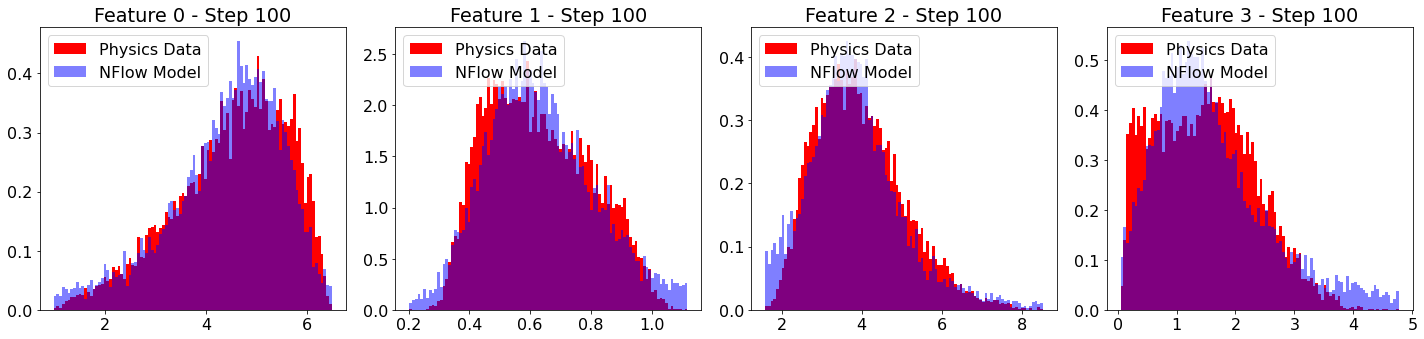 Feature 0 - Step 100
Physics Data
NFlow Model
0.4
0.3
0.2
0.1
0.0
2 4 6
Feature 1 - Step 100
Physics Data
NFlow Model
2.5
2.0
1.5
1.0
0.5
0.0
0.2 0.4 0.6 0.8 1.0
Feature 2 - Step 100
Physics Data
NFlow Model
0.4
0.3
0.2
0.1
0.0
2 4 6 8
Feature 3 - Step 100
Physics Data
NFlow Model
0.5
0.4
0.3
0.2
0.1
0.0
0 1 2 3 4 5